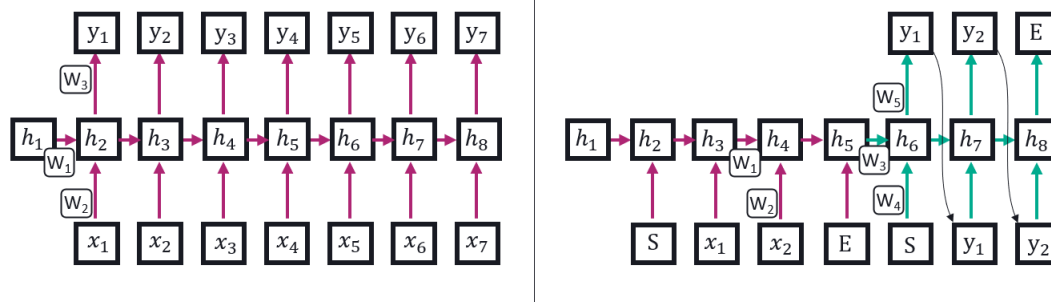 y₁ y₂ y₃ y₄ y₅ y₆ y₇
W₃
h₁ h₂ h₃ h₄ h₅ h₆ h₇ h₈
W₁
W₂
x₁ x₂ x₃ x₄ x₅ x₆ x₇
y₁ y₂ E
W₅
h₁ h₂ h₃ h₄ h₅ h₆ h₇ h₈
W₁ W₃
W₂ W₄
S x₁ x₂ E S y₁ y₂